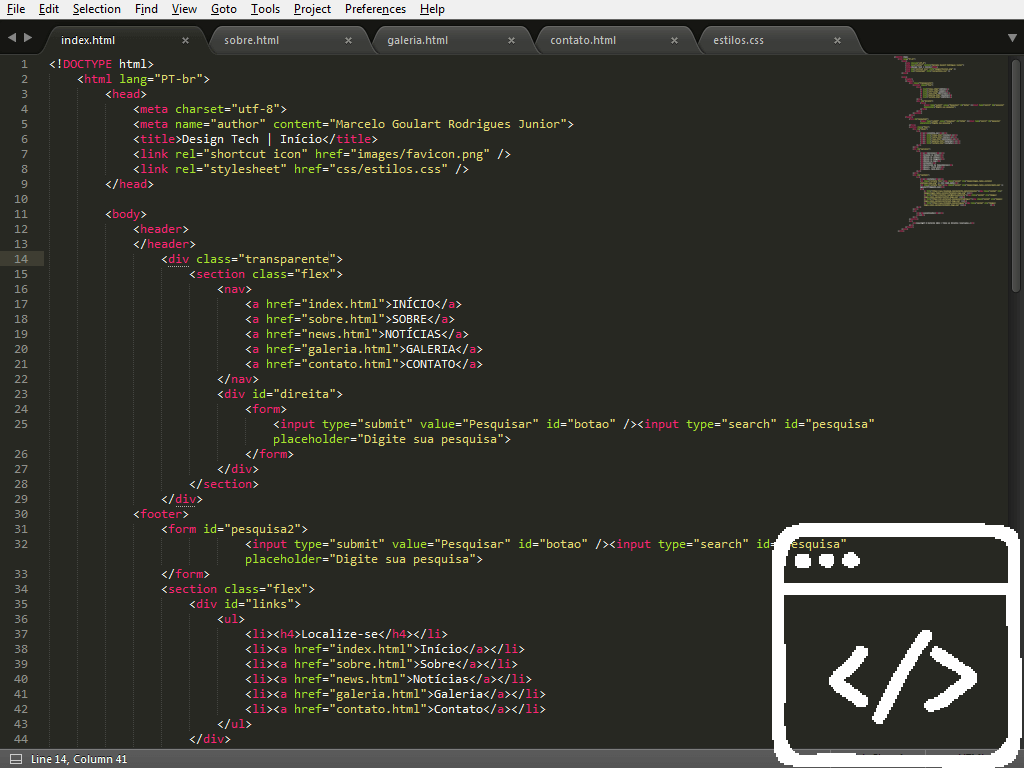 File Edit Selection Find View Goto Tools Project Preferences Help
index.html × sobre.html × galeria.html × contato.html × estilos.css ×
1 <!DOCTYPE html>
2 <html lang="PT-br">
3 <head>
4 <meta charset="utf-8">
5 <meta name="author" content="Marcelo Goulart Rodrigues Junior">
6 <title>Design Tech | Início</title>
7 <link rel="shortcut icon" href="images/favicon.png" />
8 <link rel="stylesheet" href="css/estilos.css" />
9 </head>
10
11 <body>
12 <header>
13 </header>
14 <div class="transparente">
15 <section class="flex">
16 <nav>
17 <a href="index.html">INÍCIO</a>
18 <a href="sobre.html">SOBRE</a>
19 <a href="news.html">NOTÍCIAS</a>
20 <a href="galeria.html">GALERIA</a>
21 <a href="contato.html">CONTATO</a>
22 </nav>
23 <div id="direita">
24 <form>
25 <input type="submit" value="Pesquisar" id="botao" /><input type="search" id="pesquisa"
placeholder="Digite sua pesquisa">
26 </form>
27 </div>
28 </section>
29 </div>
30 <footer>
31 <form id="pesquisa2">
32 <input type="submit" value="Pesquisar" id="botao" /><input type="search" id="pesquisa"
placeholder="Digite sua pesquisa">
33 </form>
34 <section class="flex">
35 <div id="links">
36 <ul>
37 <li><h4>Localize-se</h4></li>
38 <li><a href="index.html">Início</a></li>
39 <li><a href="sobre.html">Sobre</a></li>
40 <li><a href="news.html">Notícias</a></li>
41 <li><a href="galeria.html">Galeria</a></li>
42 <li><a href="contato.html">Contato</a></li>
43 </ul>
44 </div>
</>
Line 14, Column 41